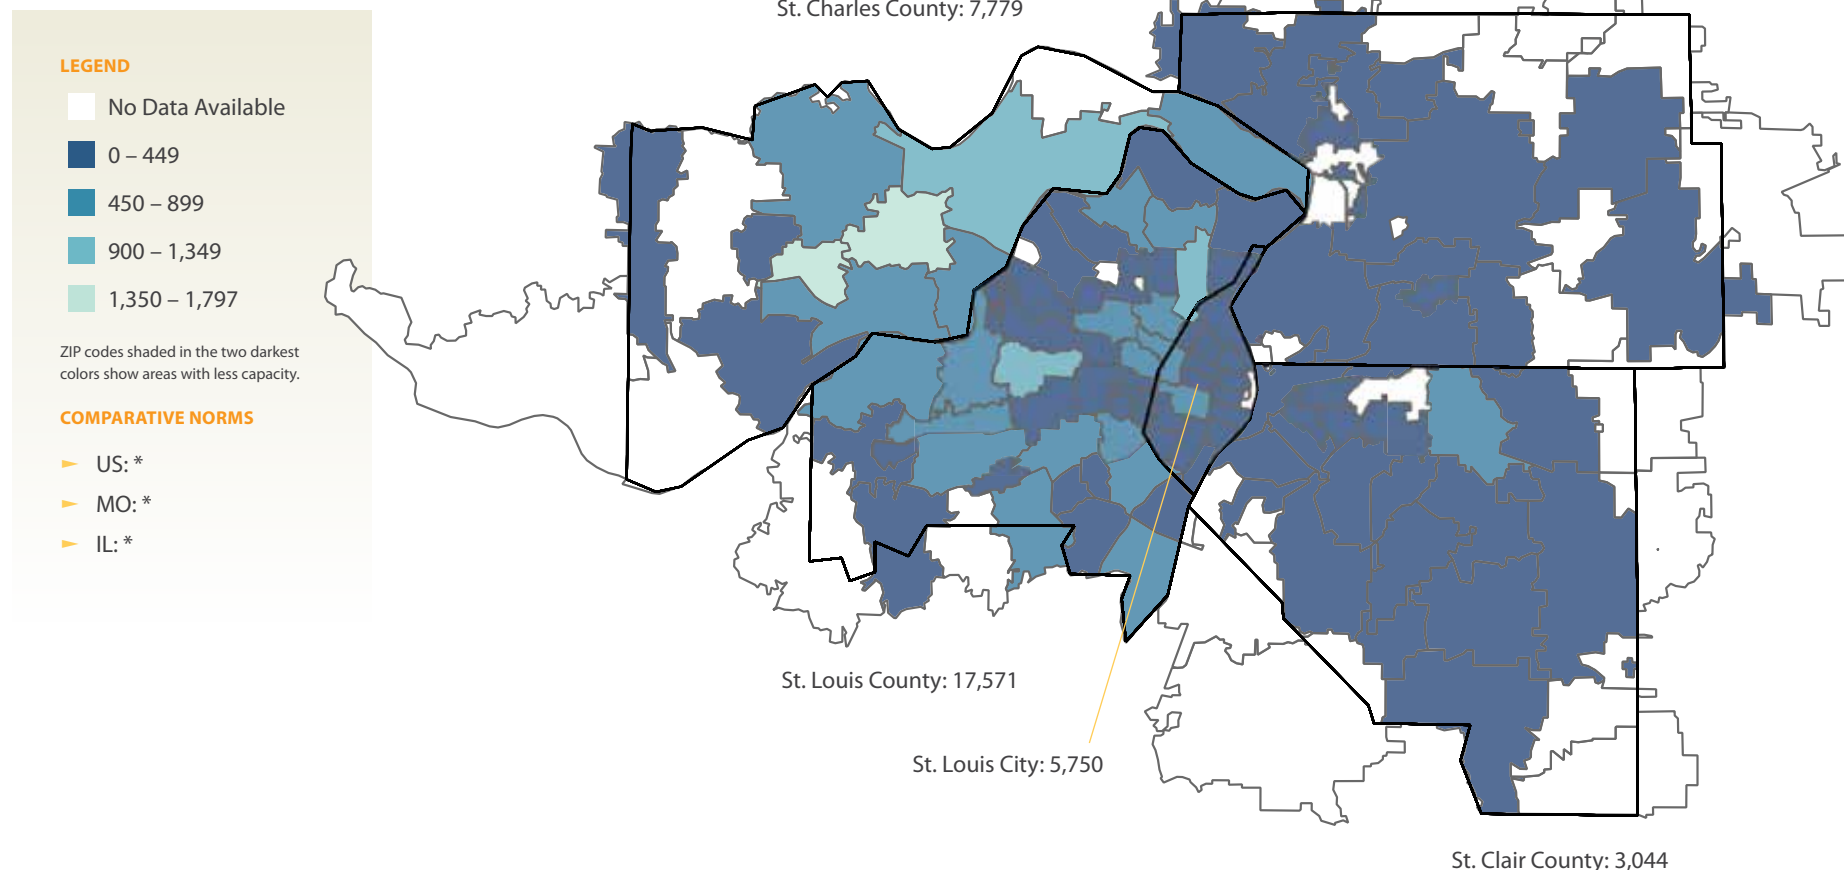 St. Charles County: 7,779
LEGEND
No Data Available
0 – 449
450 – 899
900 – 1,349
1,350 – 1,797
ZIP codes shaded in the two darkest
colors show areas with less capacity.
COMPARATIVE NORMS
► US: *
► MO: *
► IL: *
St. Louis County: 17,571
St. Louis City: 5,750
St. Clair County: 3,044